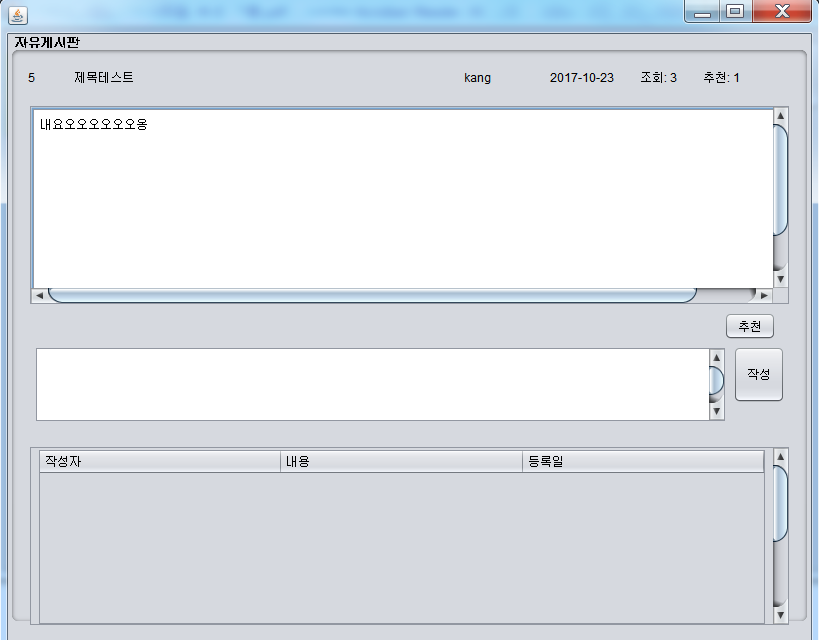 자유게시판
5 제목테스트 kang 2017-10-23 조회: 3 추천: 1
내요오오오오오오옹
추천
작성
작성자 내용 등록일